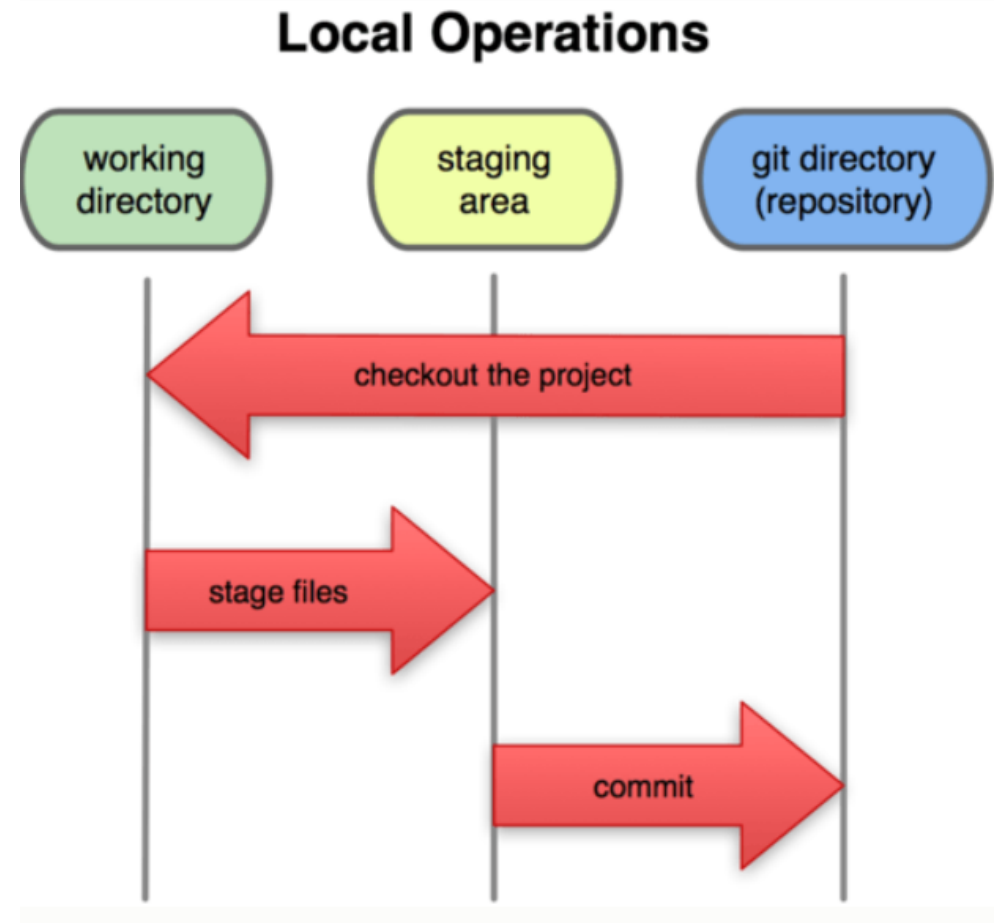 Local Operations
working
directory
staging
area
git directory
(repository)
checkout the project
stage files
commit